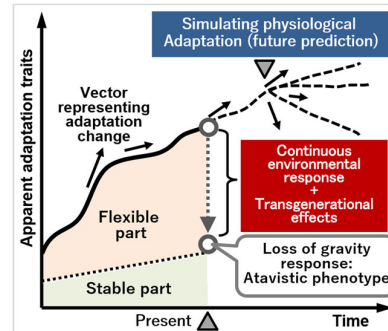 Simulating physiological
Adaptation (future prediction)
Vector
representing
adaptation
change
Apparent adaptation traits
Continuous
environmental
response
+
Transgenerational
effects
Flexible
part
Loss of gravity
response:
Atavistic phenotype
Stable part
Present
Time